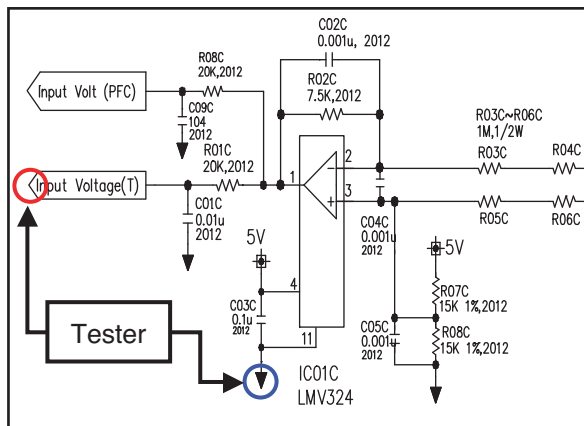 C02C
0.001u, 2012
R08C
20K,2012
R02C
7.5K,2012
Input Volt (PFC)
C09C
104
2012
R03C~R06C
1M,1/2W
R01C
20K,2012
R03C
R04C
1
2
Input Voltage(T)
3
C01C
0.01u
2012
R05C
R06C
C04C
0.001u
2012
5V
5V
4
R07C
15K 1%,2012
Tester
C03C
0.1u
2012
C05C
0.001u
2012
R08C
15K 1%,2012
11
IC01C
LMV324